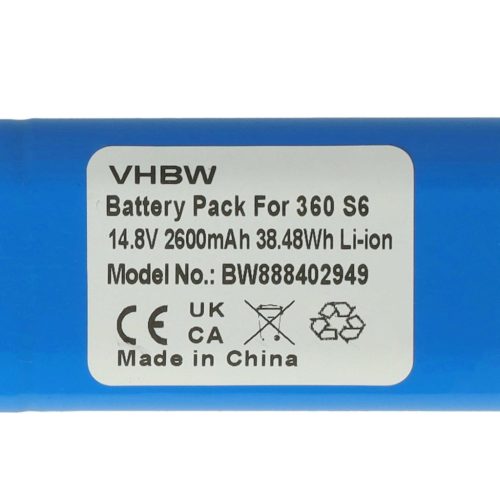 VHBW
Battery Pack For 360 S6
14.8V 2600mAh 38.48Wh Li-ion
Model No.: BW888402949
CE UK
CA
Made in China